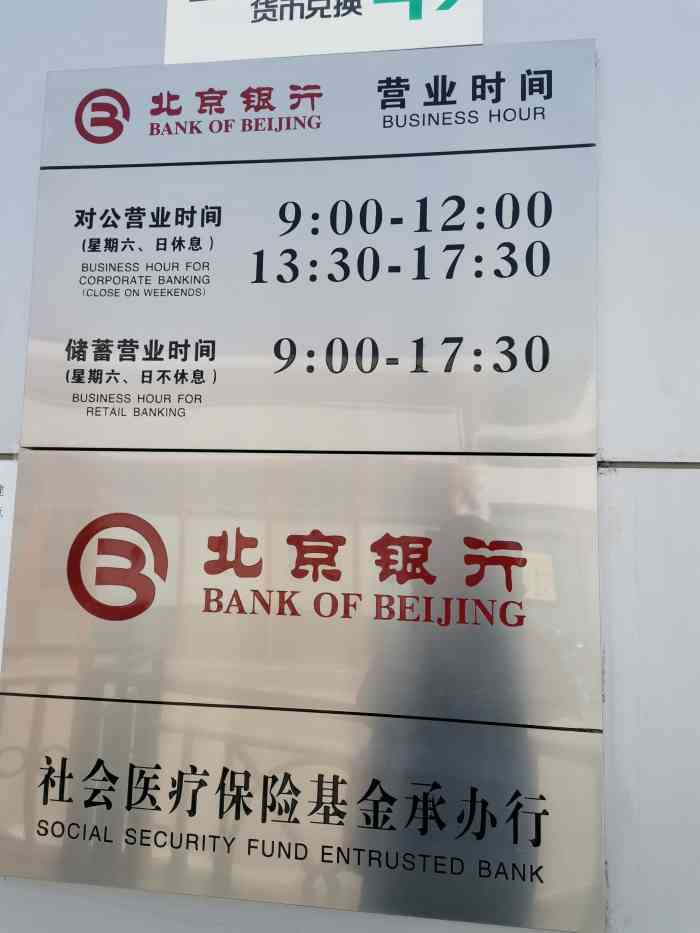 货币兑换
北京银行
BANK OF BEIJING
营业时间
BUSINESS HOUR
对公营业时间
(星期六、日休息)
BUSINESS HOUR FOR
CORPORATE BANKING
(CLOSE ON WEEKENDS)
9:00-12:00
13:30-17:30
储蓄营业时间
(星期六、日不休息)
BUSINESS HOUR FOR
RETAIL BANKING
9:00-17:30
北京银行
BANK OF BEIJING
社会医疗保险基金承办行
SOCIAL SECURITY FUND ENTRUSTED BANK